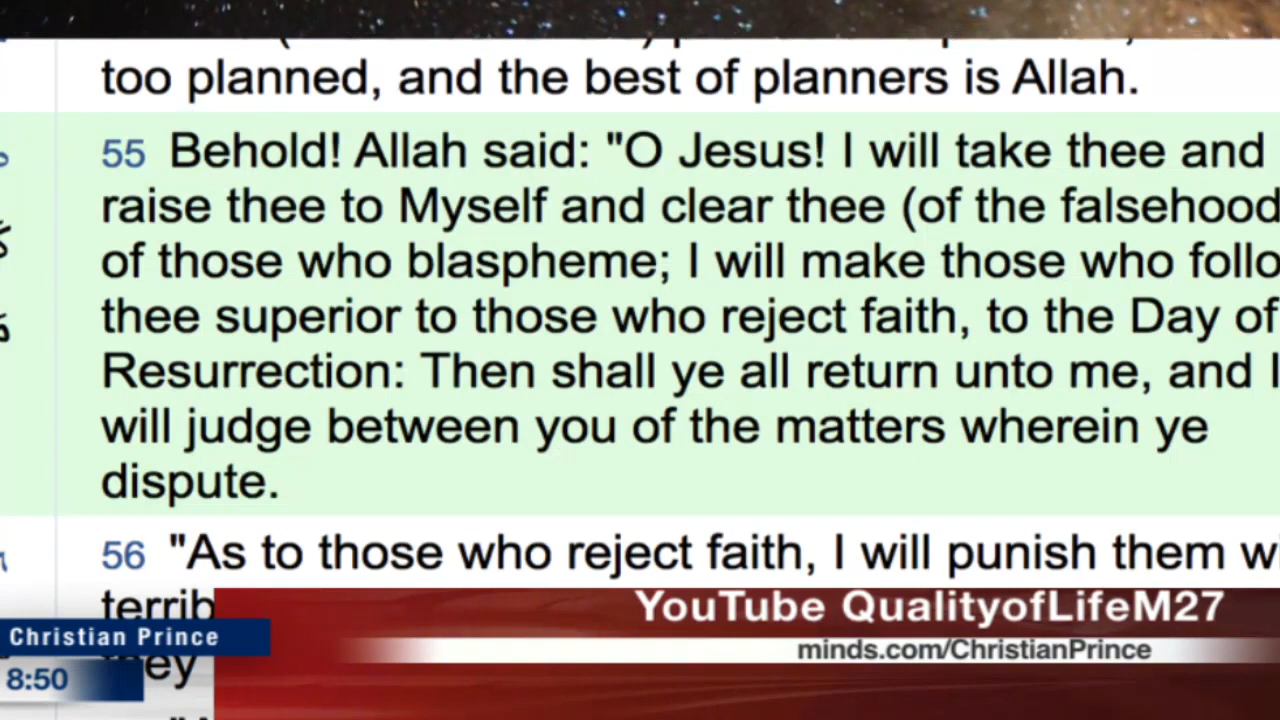 too planned, and the best of planners is Allah.
55 Behold! Allah said: "O Jesus! I will take thee and
raise thee to Myself and clear thee (of the falsehood
of those who blaspheme; I will make those who follo
thee superior to those who reject faith, to the Day of
Resurrection: Then shall ye all return unto me, and I
will judge between you of the matters wherein ye
dispute.
56 "As to those who reject faith, I will punish them wi
terrib
YouTube QualityofLifeM27
Christian Prince
minds.com/ChristianPrince
hey
8:50